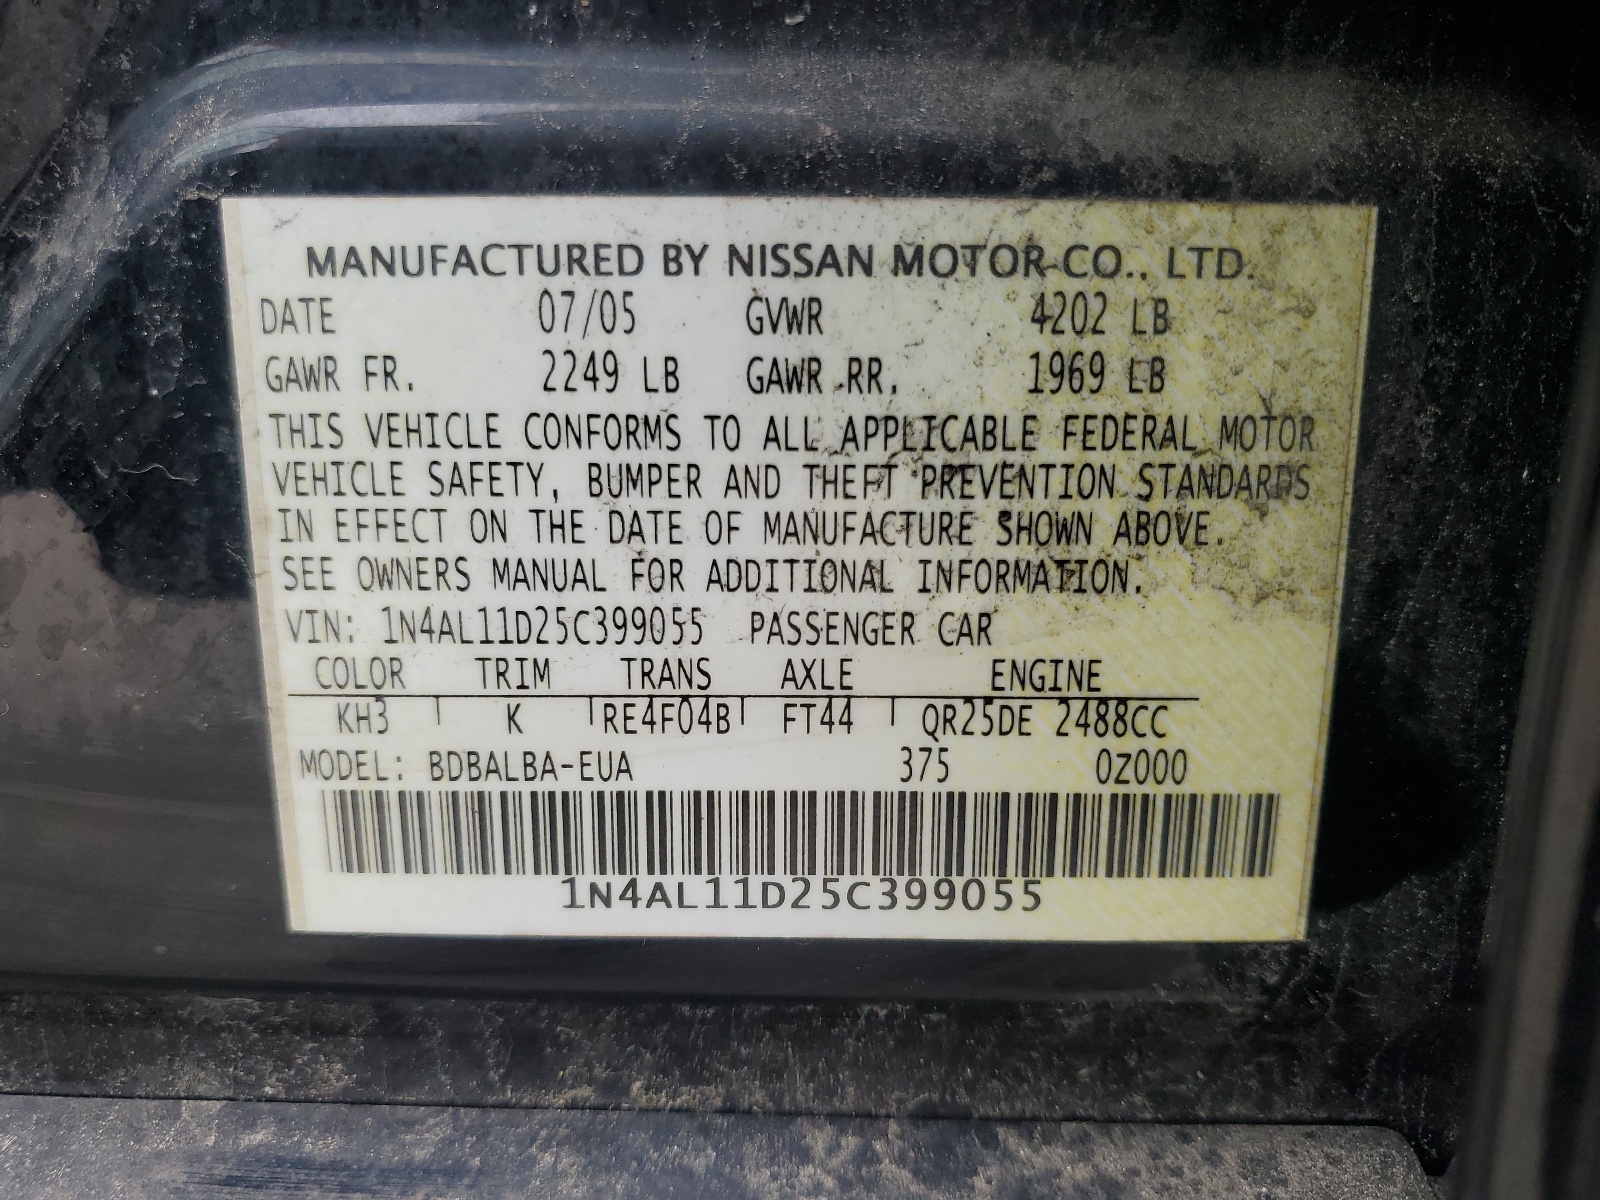 MANUFACTURED BY NISSAN MOTOR CO., LTD.
DATE 07/05 GVWR 4202 LB
GAWR FR. 2249 LB GAWR RR. 1969 LB
THIS VEHICLE CONFORMS TO ALL APPLICABLE FEDERAL MOTOR
VEHICLE SAFETY, BUMPER AND THEFT PREVENTION STANDARDS
IN EFFECT ON THE DATE OF MANUFACTURE SHOWN ABOVE.
SEE OWNERS MANUAL FOR ADDITIONAL INFORMATION.
VIN: 1N4AL11D25C399055 PASSENGER CAR
COLOR TRIM TRANS AXLE ENGINE
KH3 K RE4F04B FT44 QR25DE 2488CC
MODEL: BDBALBA-EUA 375 0Z000
1N4AL11D25C399055